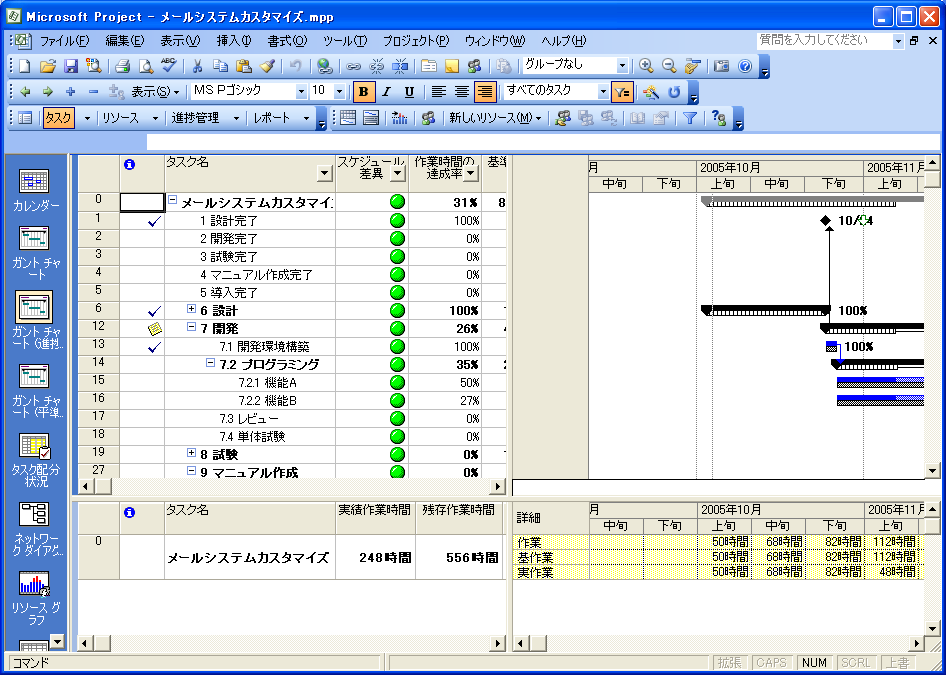 Microsoft Project - メールシステムカスタマイズ.mpp
ファイル(F) 編集(E) 表示(V) 挿入(I) 書式(O) ツール(T) プロジェクト(P) ウィンドウ(W) ヘルプ(H) 質問を入力してください
グループなし
表示(S) MS Pゴシック 10 B I U すべてのタスク
タスク リソース 進捗管理 レポート 新しいリソース(M)
カレンダー
ガント チャート
ガント チャート (進捗..
ガント チャート (平準..
タスク配分状況
ネットワーク ダイアグ..
リソース グラフ
タスク名 スケジュール差異 作業時間の達成率 基準
月 2005年10月 2005年11月
中旬 下旬 上旬 中旬 下旬 上旬
0 メールシステムカスタマイズ 31% 8
1 1 設計完了 100%
2 2 開発完了 0%
3 3 試験完了 0%
4 4 マニュアル作成完了 0%
5 5 導入完了 0%
6 6 設計 100%
12 7 開発 26%
13 7.1 開発環境構築 100%
14 7.2 プログラミング 35%
15 7.2.1 機能A 50%
16 7.2.2 機能B 27%
17 7.3 レビュー 0%
18 7.4 単体試験 0%
19 8 試験 0%
27 9 マニュアル作成 0%
100%
100%
タスク名 実績作業時間 残存作業時間
0 メールシステムカスタマイズ 248時間 556時間
詳細 月 2005年10月 2005年11月
中旬 下旬 上旬 中旬 下旬 上旬
作業 50時間 68時間 82時間 112時間
基作業 50時間 68時間 82時間 112時間
実作業 50時間 68時間 82時間 48時間
コマンド 拡張 CAPS NUM SCRL 上書